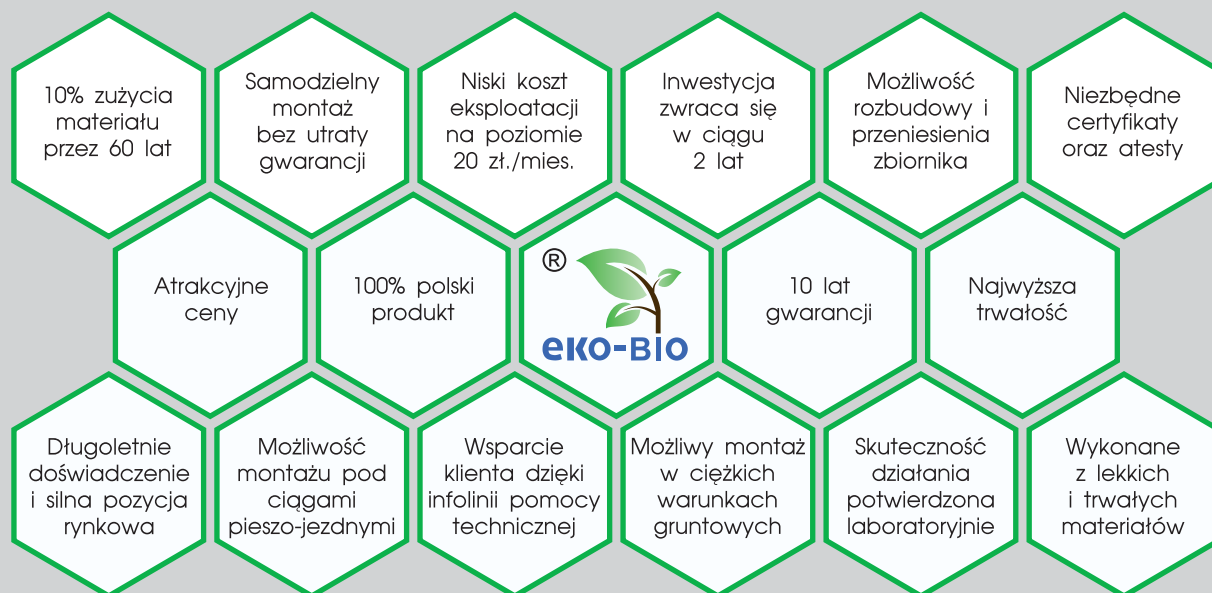 10% zużycia
materiału
przez 60 lat
Samodzielny
montaż
bez utraty
gwarancji
Niski koszt
eksploatacji
na poziomie
20 zł./mies.
Inwestycja
zwraca się
w ciągu
2 lat
Możliwość
rozbudowy i
przeniesienia
zbiornika
Niezbędne
certyfikaty
oraz atesty
Atrakcyjne
ceny
100% polski
produkt
®
eko-Bio
10 lat
gwarancji
Najwyższa
trwałość
Długoletnie
doświadczenie
i silna pozycja
rynkowa
Możliwość
montażu pod
ciągami
pieszo-jezdnymi
Wsparcie
klienta dzięki
infolinii pomocy
technicznej
Możliwy montaż
w ciężkich
warunkach
gruntowych
Skuteczność
działania
potwierdzona
laboratoryjnie
Wykonane
z lekkich
i trwałych
materiałów